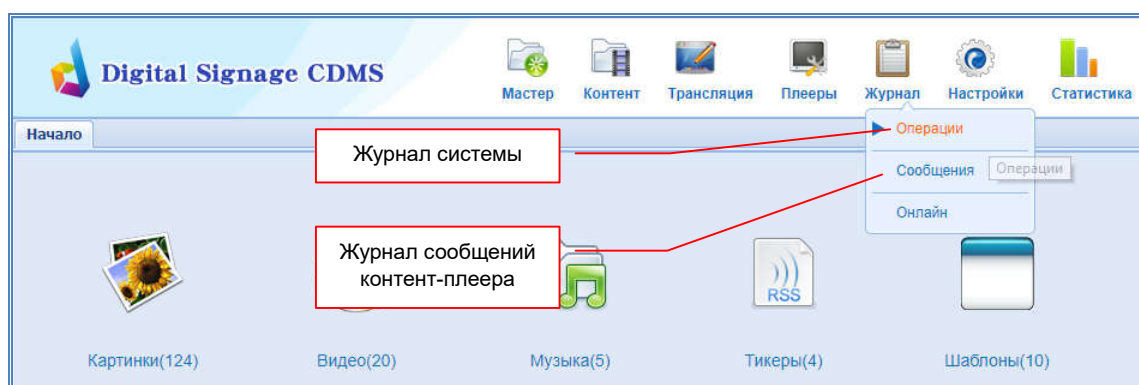 Digital Signage CDMS
Мастер
Контент
Трансляция
Плееры
Журнал
Настройки
Статистика
Начало
Журнал системы
Операции
Сообщения
Операции
Онлайн
Журнал сообщений
контент-плеера
RSS
Картинки(124)
Видео(20)
Музыка(5)
Тикеры(4)
Шаблоны(10)